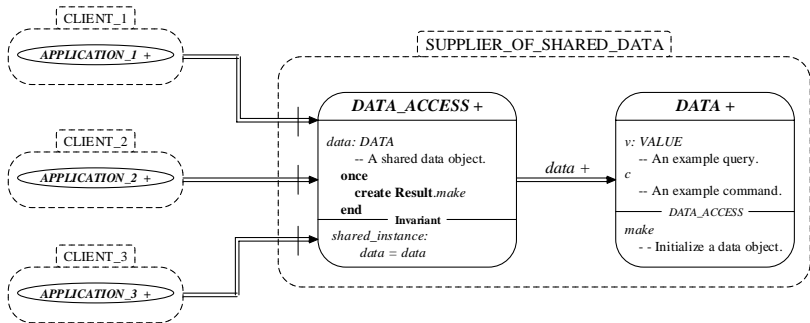 CLIENT_1
APPLICATION_1 +
CLIENT_2
APPLICATION_2 +
CLIENT_3
APPLICATION_3 +
SUPPLIER_OF_SHARED_DATA
DATA_ACCESS +
data: DATA
-- A shared data object.
once
create Result.make
end
Invariant
shared_instance:
data = data
data +
DATA +
v: VALUE
-- An example query.
c
-- An example command.
DATA_ACCESS
make
- - Initialize a data object.